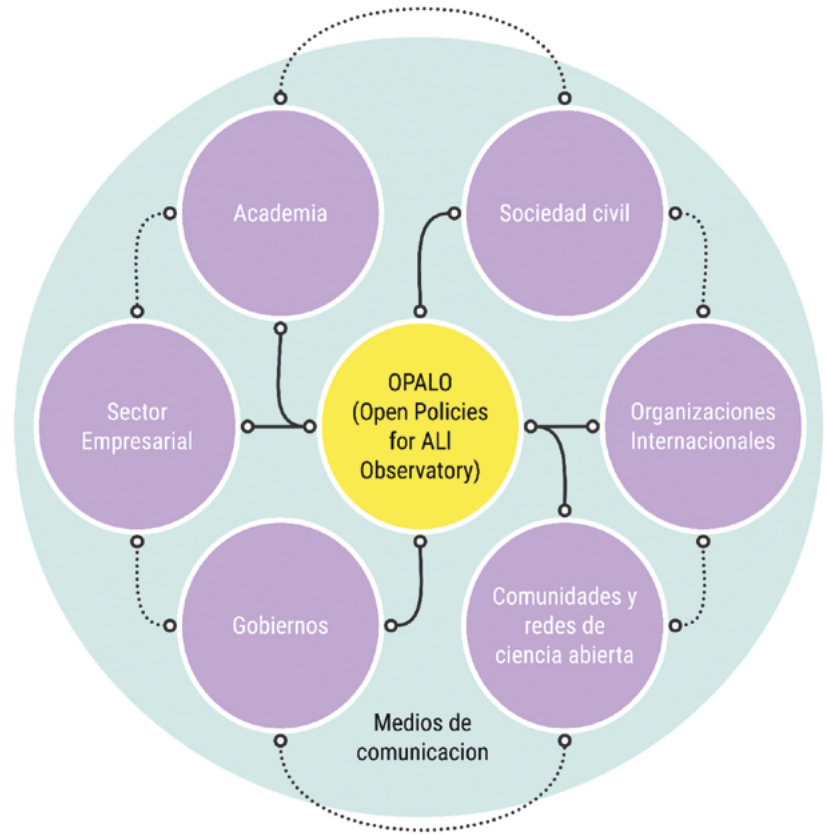 Academia
Sociedad civil
Sector
Empresarial
OPALO
(Open Policies
for ALI
Observatory)
Organizaciones
Internacionales
Gobiernos
Comunidades y
redes de
ciencia abierta
Medios de
comunicacion